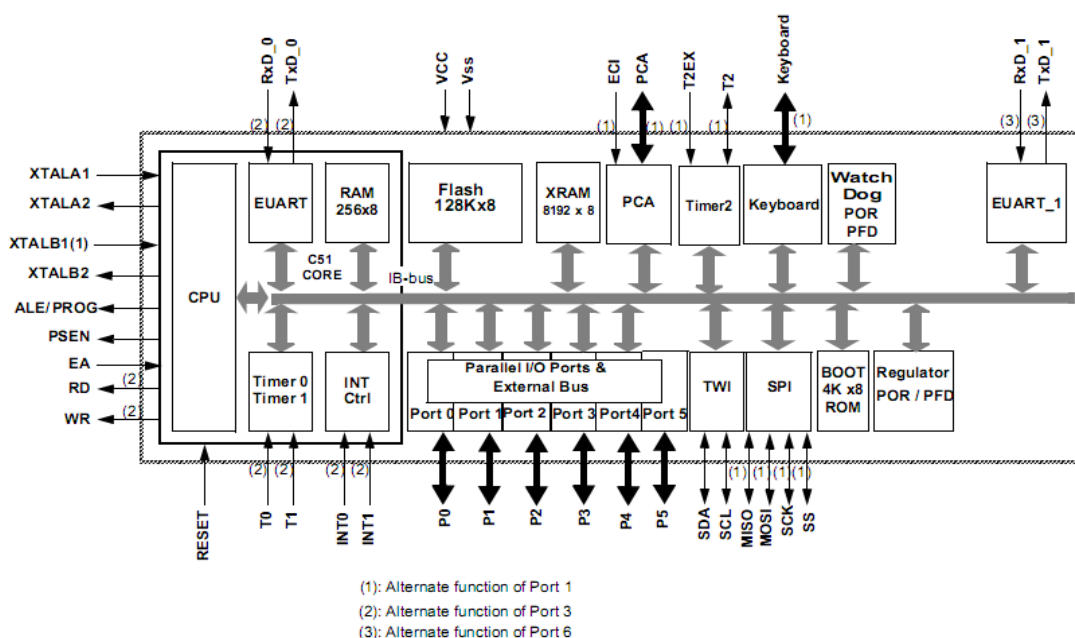 RxD_0
TxD_0
VCC
Vss
ECI
PCA
T2EX
T2
Keyboard
RxD_1
TxD_1
(2)
(2)
(1)
(1)
(1)
(1)
(1)
(3)
(3)
XTALA1
XTALA2
XTALB1(1)
XTALB2
ALE/PROG
PSEN
EA
RD
(2)
WR
(2)
CPU
EUART
RAM
256x8
C51
CORE
IB-bus
Flash
128Kx8
XRAM
8192 x 8
PCA
Timer2
Keyboard
Watch
Dog
POR
PFD
EUART_1
Timer 0
Timer 1
INT
Ctrl
Parallel I/O Ports &
External Bus
Port 0
Port 1
Port 2
Port 3
Port4
Port 5
TWI
SPI
BOOT
4K x8
ROM
Regulator
POR / PFD
(2)
(2)
(2)
(2)
(1)
(1)
(1)
(1)
RESET
T0
T1
INT0
INT1
P0
P1
P2
P3
P4
P5
SDA
SCL
MISO
MOSI
SCK
SS
(1): Alternate function of Port 1
(2): Alternate function of Port 3
(3): Alternate function of Port 6